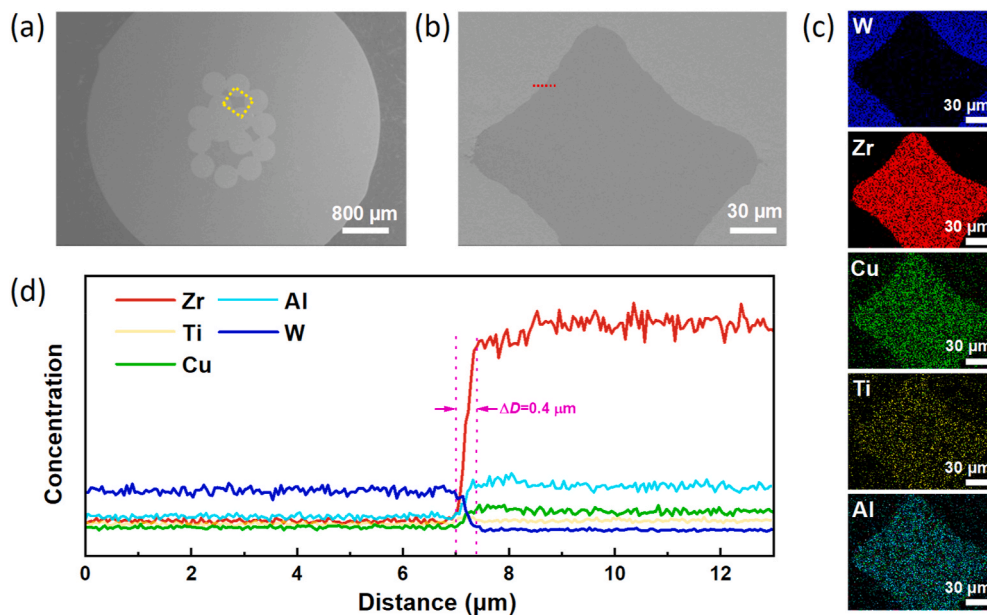 (a)
800 μm
(b)
30 μm
(c)
W
30 μm
Zr
30 μm
Cu
30 μm
Ti
30 μm
Al
30 μm
(d)
Zr
Al
Ti
W
Cu
ΔD=0.4 μm
Concentration
0 2 4 6 8 10 12
Distance (μm)